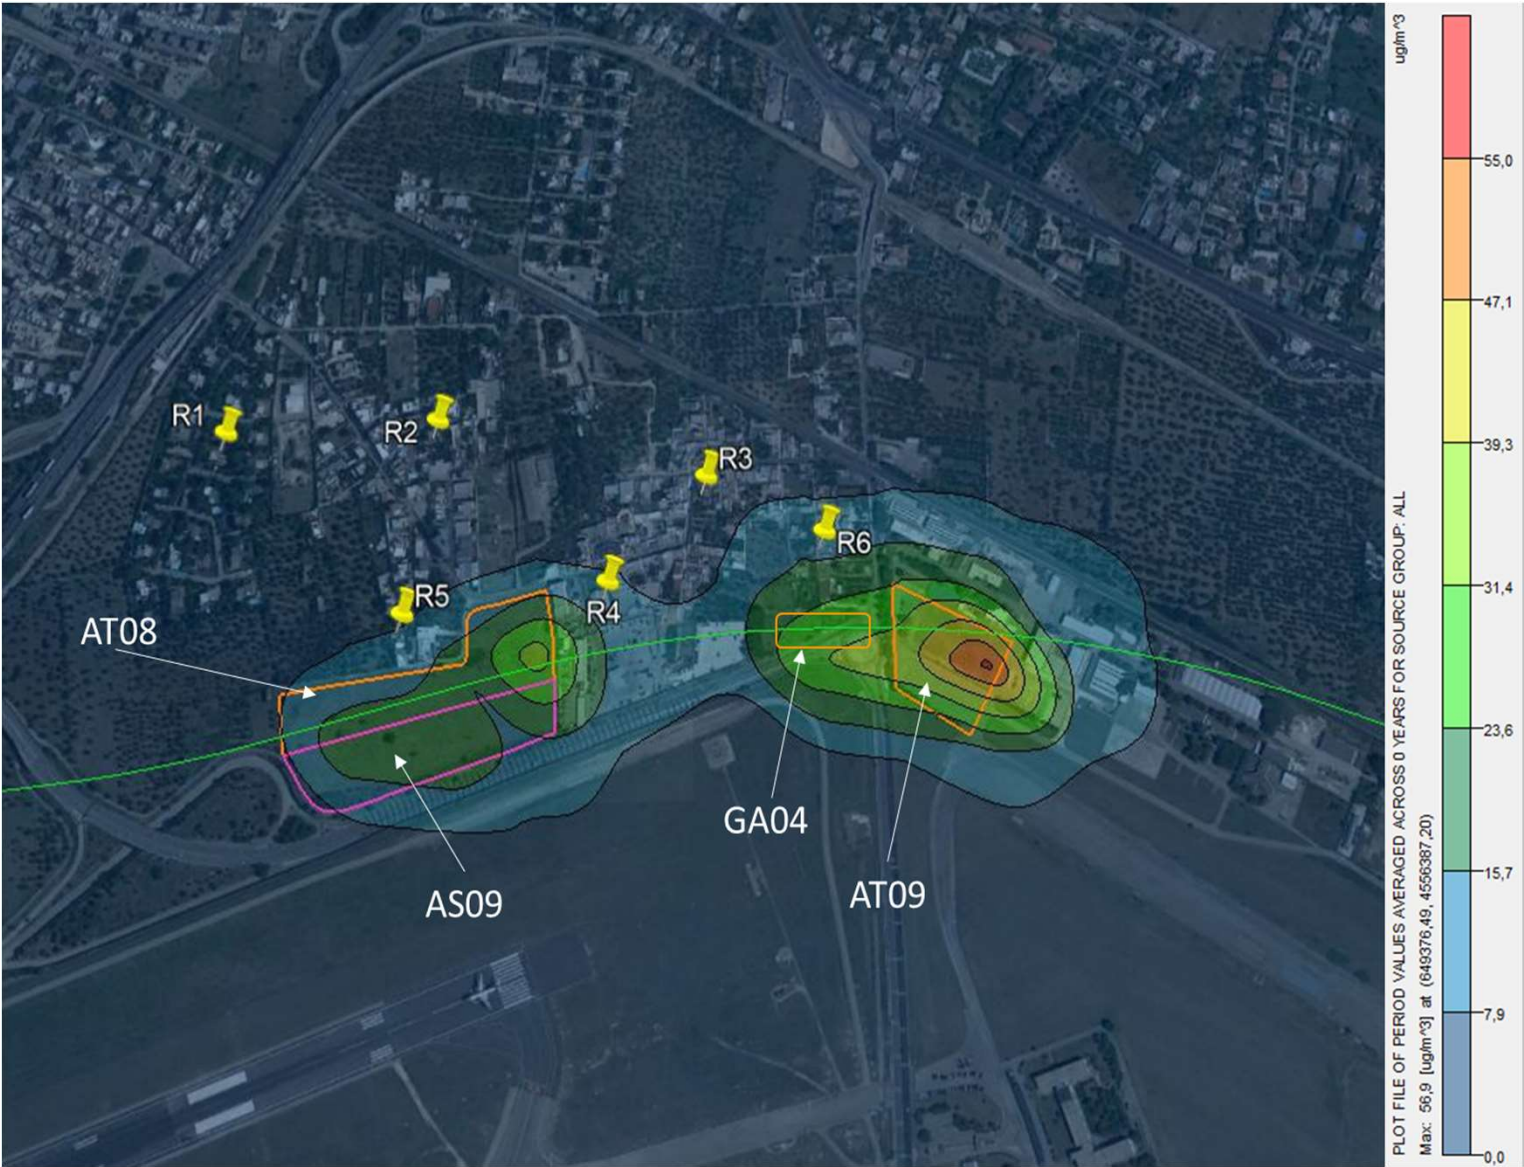 R1
R2
R3
R6
R5
R4
AT08
GA04
AT09
AS09
ug/m^3
55,0
47,1
39,3
31,4
23,6
15,7
7,9
0,0
PLOT FILE OF PERIOD VALUES AVERAGED ACROSS 0 YEARS FOR SOURCE GROUP: ALL
Max: 56,9 [ug/m^3] at (649376,49, 4556387,20)